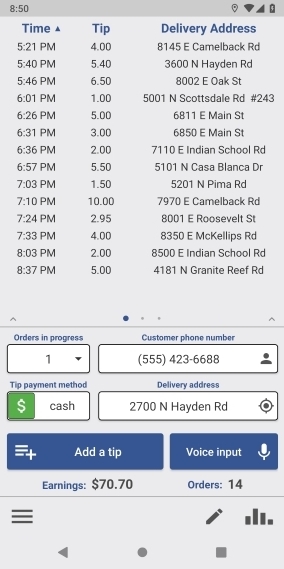 8:50
Time ▲ Tip Delivery Address
5:21 PM 4.00 8145 E Camelback Rd
5:40 PM 5.40 3600 N Hayden Rd
5:46 PM 6.50 8002 E Oak St
6:01 PM 1.00 5001 N Scottsdale Rd #243
6:26 PM 5.00 6811 E Main St
6:31 PM 3.00 6850 E Main St
6:36 PM 2.00 7110 E Indian School Rd
6:57 PM 5.50 5101 N Casa Blanca Dr
7:03 PM 1.50 5201 N Pima Rd
7:10 PM 10.00 7970 E Camelback Rd
7:24 PM 2.95 8001 E Roosevelt St
7:33 PM 4.00 8350 E McKellips Rd
8:03 PM 2.00 8500 E Indian School Rd
8:37 PM 5.00 4181 N Granite Reef Rd
Orders in progress Customer phone number
1 (555) 423-6688
Tip payment method Delivery address
$ cash 2700 N Hayden Rd
Add a tip Voice input
Earnings: $70.70 Orders: 14